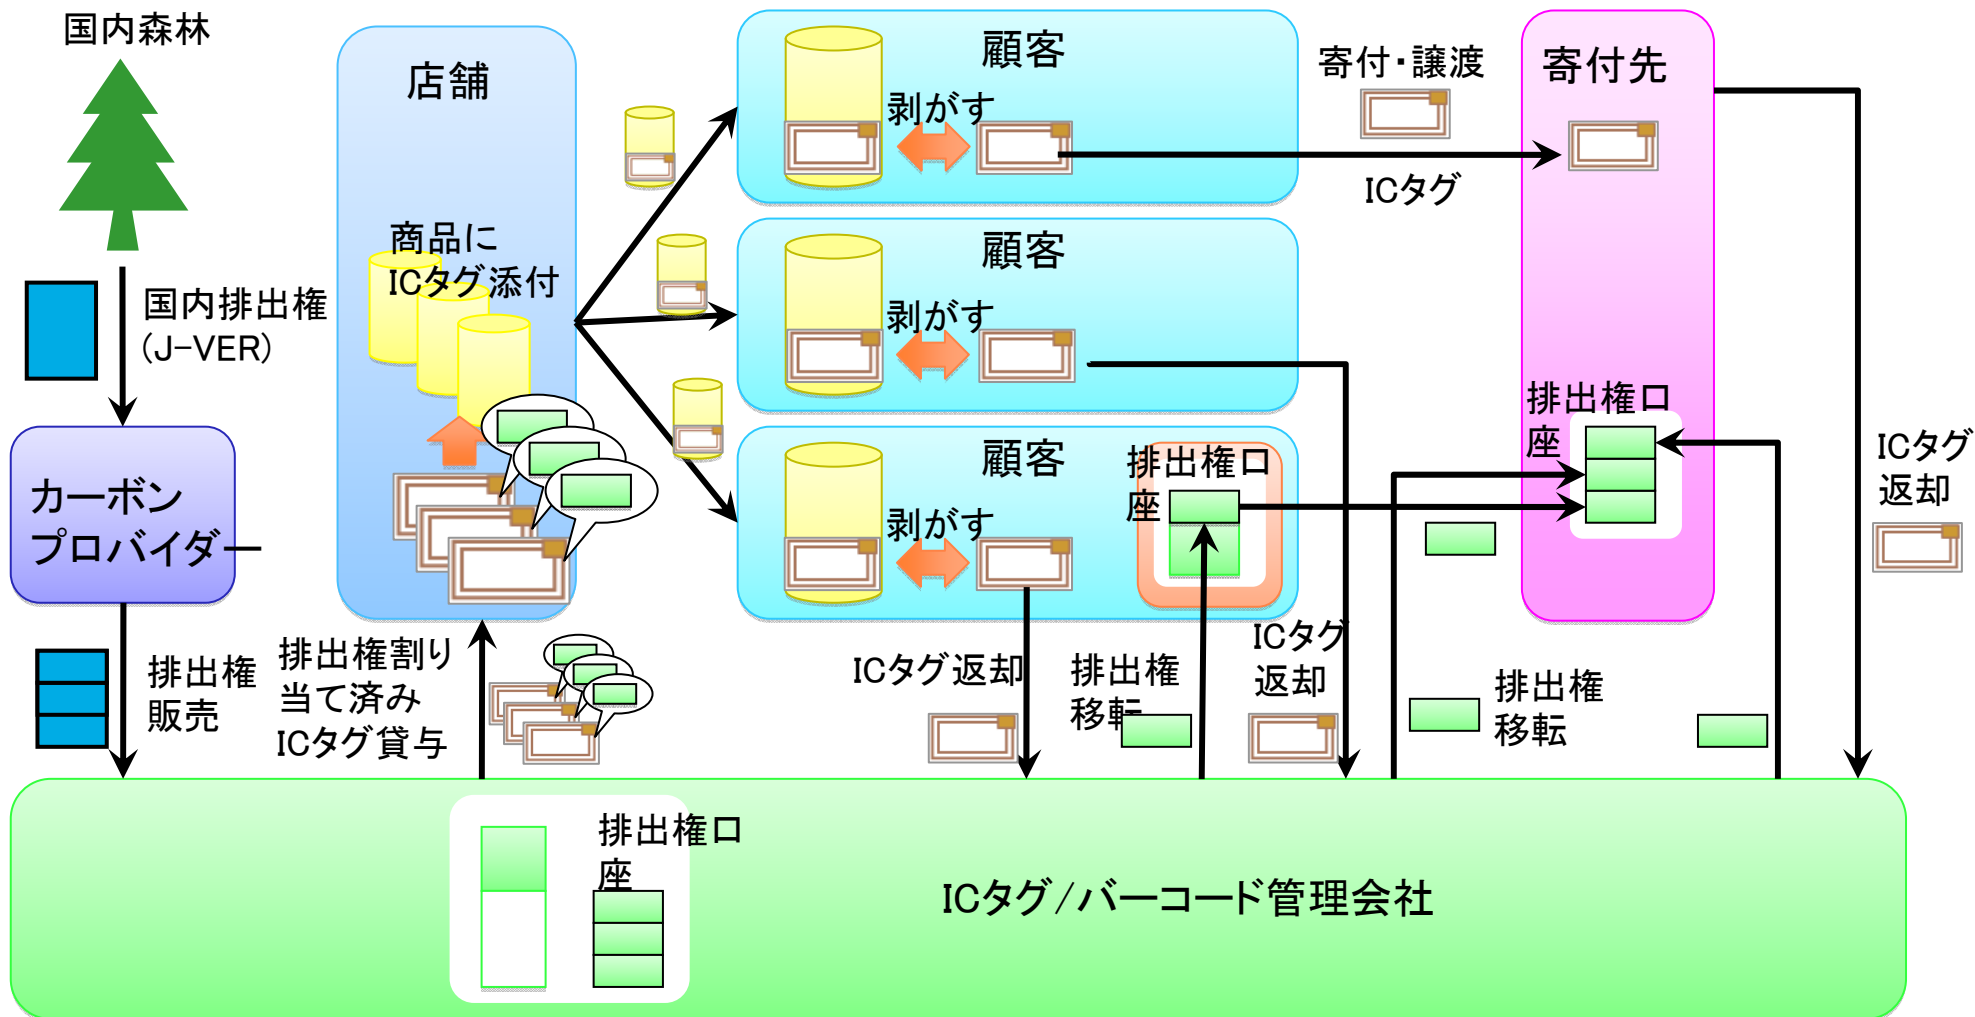 国内森林
国内排出権
(J-VER)
カーボン
プロバイダー
排出権
販売
店舗
商品に
ICタグ添付
排出権割り
当て済み
ICタグ貸与
顧客
剥がす
顧客
剥がす
顧客
剥がす
排出権口
座
寄付・譲渡
ICタグ
寄付先
排出権口
座
ICタグ
返却
ICタグ返却
排出権
移転
ICタグ
返却
排出権
移転
排出権口
座
ICタグ/バーコード管理会社